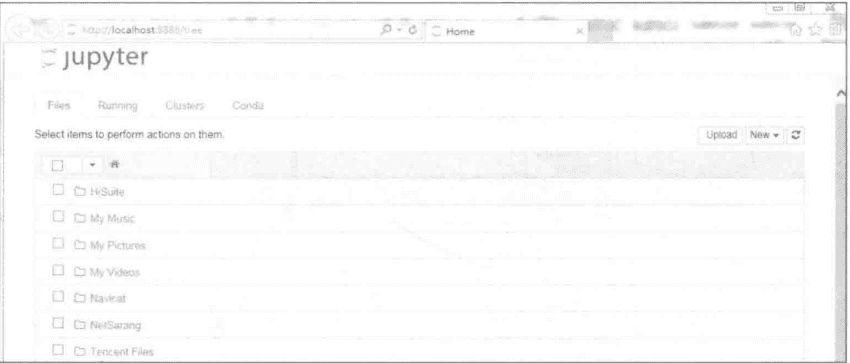 http://localhost:8888/tree
Home
jupyter
Files Running Clusters Conda
Select items to perform actions on them.
Upload New
HiSuite
My Music
My Pictures
My Videos
Navicat
NetSarang
Tencent Files